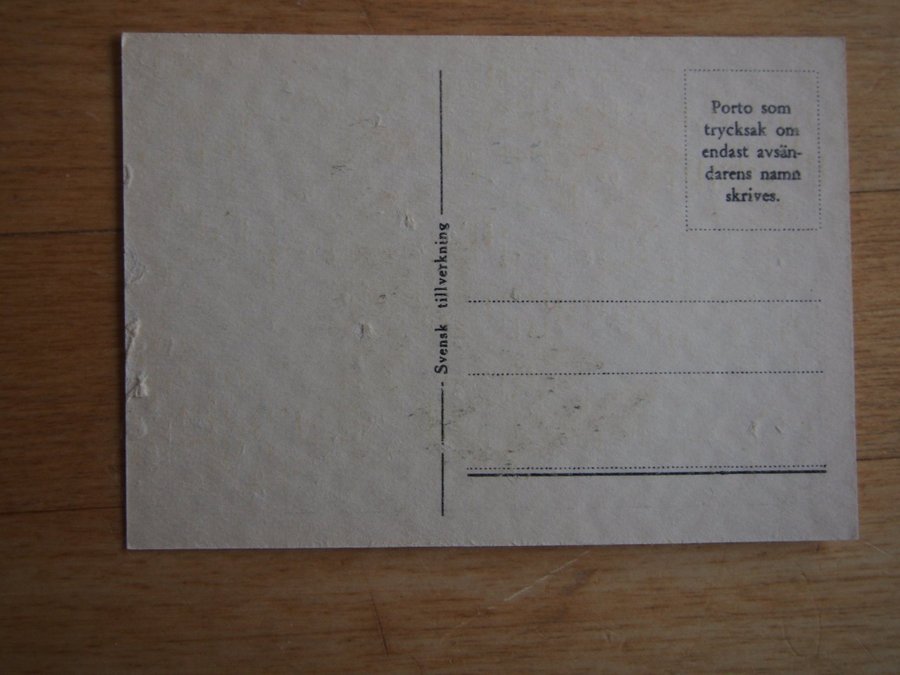 Porto som
trycksak om
endast avsän-
darens namn
skrives.
Svensk tillverkning